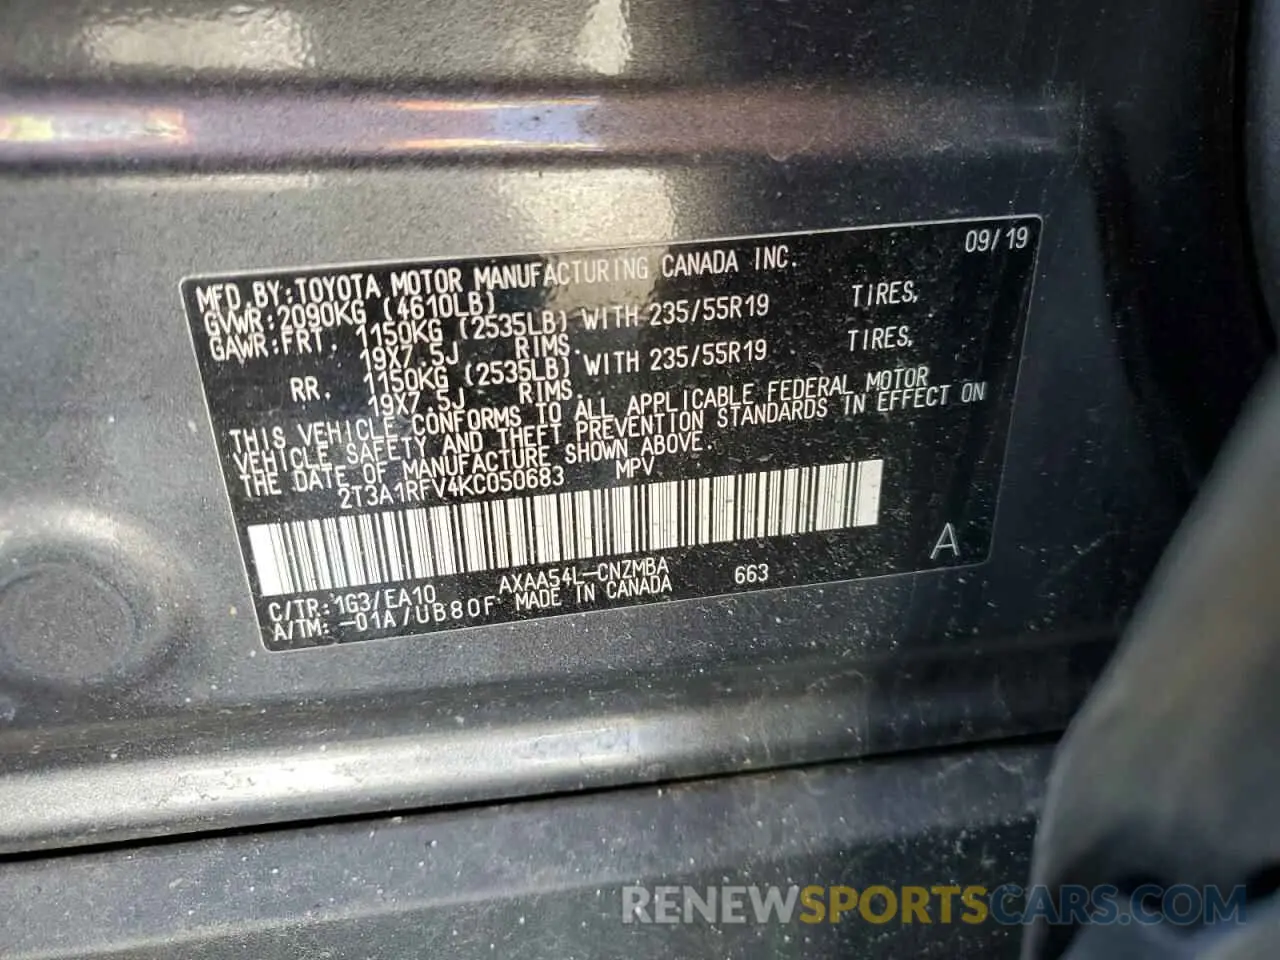 09/19
MFD.BY:TOYOTA MOTOR MANUFACTURING CANADA INC.
GVWR:2090KG (4610LB)
GAWR:FRT. 1150KG (2535LB) WITH 235/55R19 TIRES,
19X7.5J RIMS.
RR. 1150KG (2535LB) WITH 235/55R19 TIRES,
19X7.5J RIMS.
THIS VEHICLE CONFORMS TO ALL APPLICABLE FEDERAL MOTOR
VEHICLE SAFETY AND THEFT PREVENTION STANDARDS IN EFFECT ON
THE DATE OF MANUFACTURE SHOWN ABOVE.
2T3A1RFV4KC050683 MPV
A
C/TR:1G3/EA10 AXAA54L-CNZMBA 663
A/TM:-01A/UB80F MADE IN CANADA
RENEWSPORTSCARS.COM